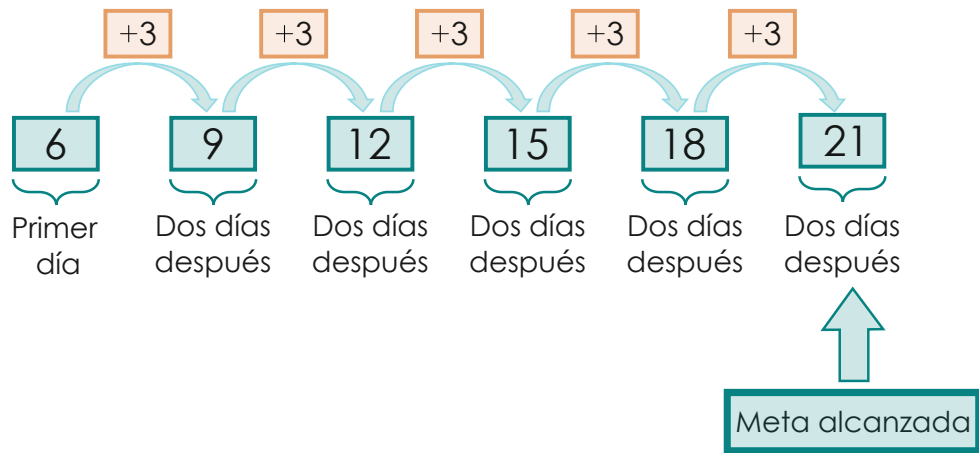 +3
+3
+3
+3
+3
6
9
12
15
18
21
Primer
día
Dos días
después
Dos días
después
Dos días
después
Dos días
después
Dos días
después
Meta alcanzada